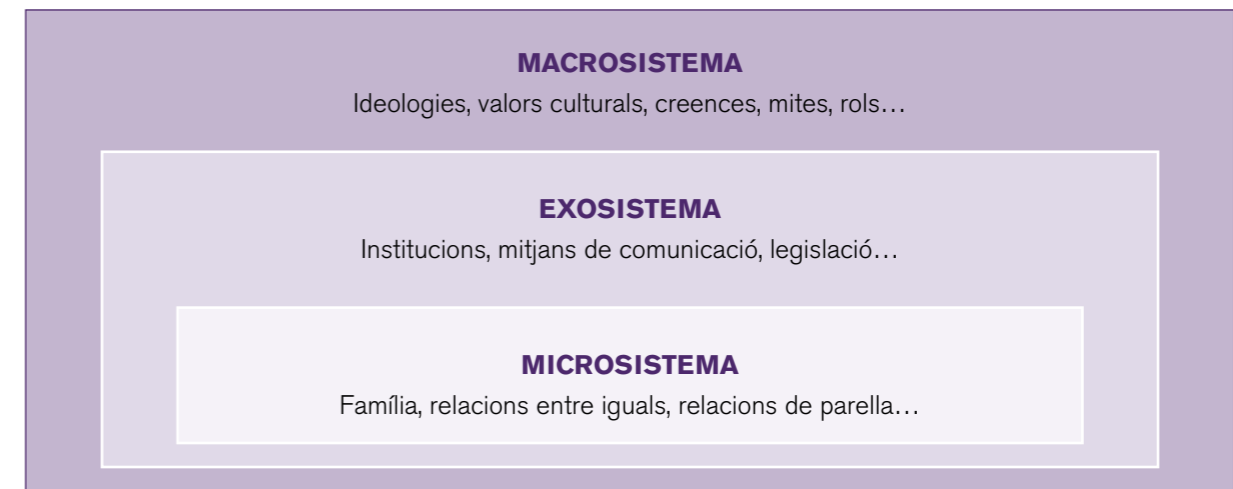 MACROSISTEMA
Ideologies, valors culturals, creences, mites, rols…
EXOSISTEMA
Institucions, mitjans de comunicació, legislació…
MICROSISTEMA
Família, relacions entre iguals, relacions de parella…